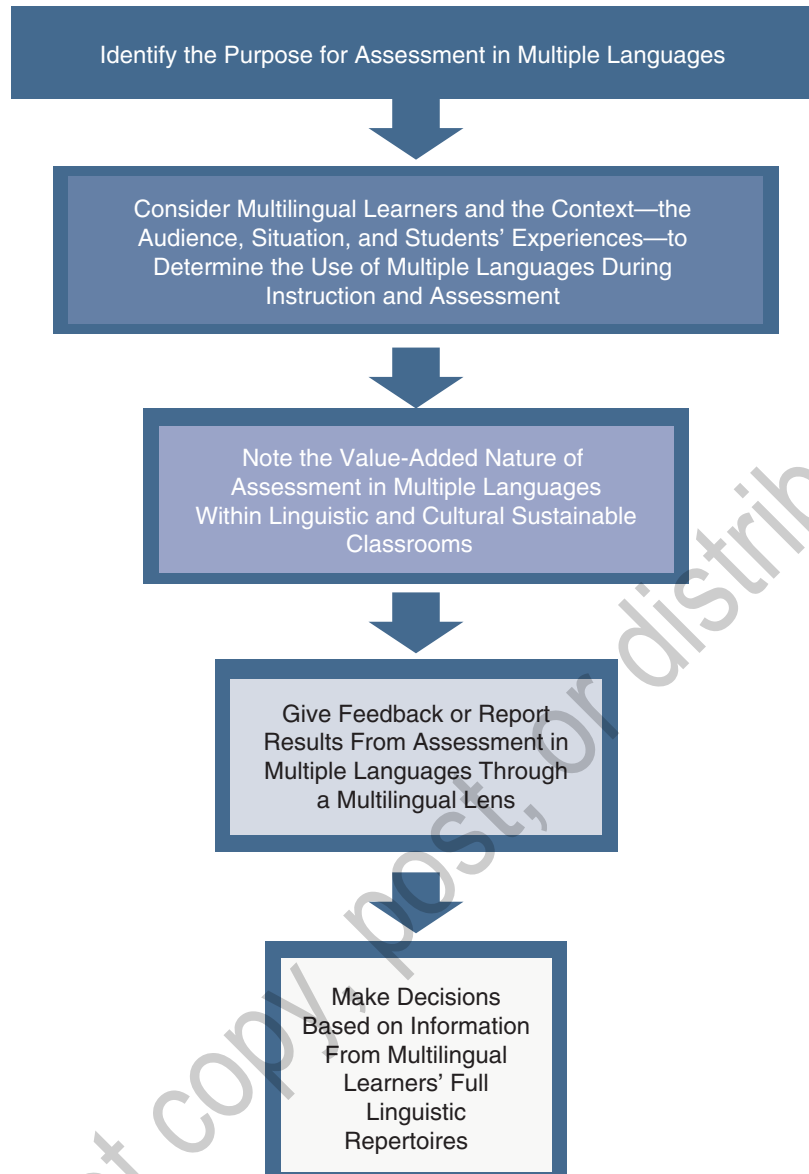 Identify the Purpose for Assessment in Multiple Languages
Consider Multilingual Learners and the Context—the
Audience, Situation, and Students’ Experiences—to
Determine the Use of Multiple Languages During
Instruction and Assessment
Note the Value-Added Nature of
Assessment in Multiple Languages
Within Linguistic and Cultural Sustainable
Classrooms
Give Feedback or Report
Results From Assessment in
Multiple Languages Through
a Multilingual Lens
Make Decisions
Based on Information
From Multilingual
Learners’ Full
Linguistic
Repertoires
copy, post, or